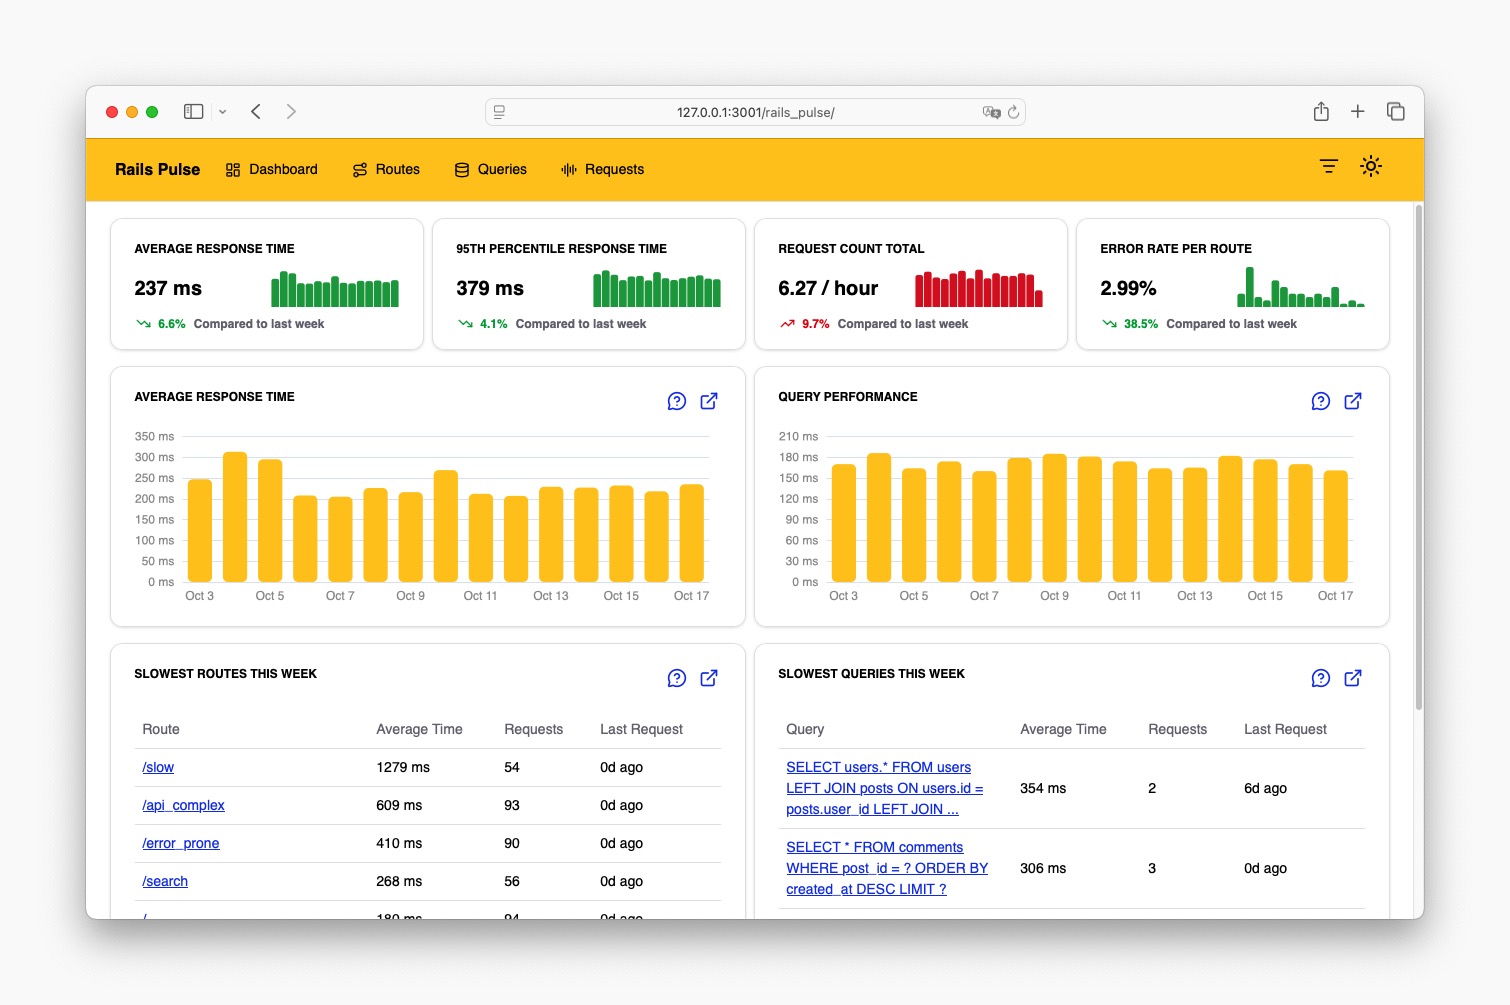 127.0.0.1:3001/rails_pulse/
Rails Pulse Dashboard Routes Queries Requests
AVERAGE RESPONSE TIME
237 ms
6.6% Compared to last week
95TH PERCENTILE RESPONSE TIME
379 ms
4.1% Compared to last week
REQUEST COUNT TOTAL
6.27 / hour
9.7% Compared to last week
ERROR RATE PER ROUTE
2.99%
38.5% Compared to last week
AVERAGE RESPONSE TIME
350 ms
300 ms
250 ms
200 ms
150 ms
100 ms
50 ms
0 ms
Oct 3 Oct 5 Oct 7 Oct 9 Oct 11 Oct 13 Oct 15 Oct 17
QUERY PERFORMANCE
210 ms
180 ms
150 ms
120 ms
90 ms
60 ms
30 ms
0 ms
Oct 3 Oct 5 Oct 7 Oct 9 Oct 11 Oct 13 Oct 15 Oct 17
SLOWEST ROUTES THIS WEEK
Route Average Time Requests Last Request
/slow 1279 ms 54 0d ago
/api_complex 609 ms 93 0d ago
/error_prone 410 ms 90 0d ago
/search 268 ms 56 0d ago
/ 180 ms 94 0d ago
SLOWEST QUERIES THIS WEEK
Query Average Time Requests Last Request
SELECT users.* FROM users
LEFT JOIN posts ON users.id =
posts.user_id LEFT JOIN ...
354 ms 2 6d ago
SELECT * FROM comments
WHERE post_id = ? ORDER BY
created_at DESC LIMIT ?
306 ms 3 0d ago